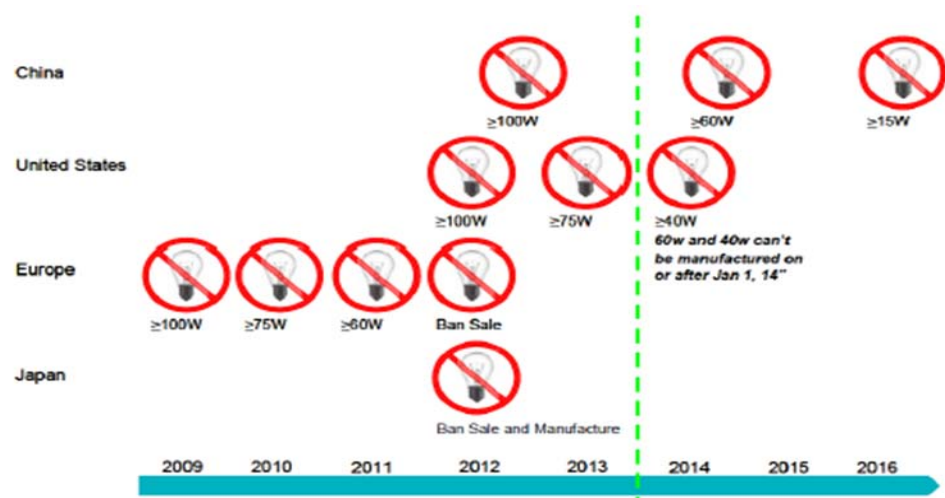 China
≥100W
≥60W
≥15W
United States
≥100W
≥75W
≥40W
60w and 40w can't
be manufactured on
or after Jan 1, 14"
Europe
≥100W
≥75W
≥60W
Ban Sale
Japan
Ban Sale and Manufacture
2009 2010 2011 2012 2013 2014 2015 2016